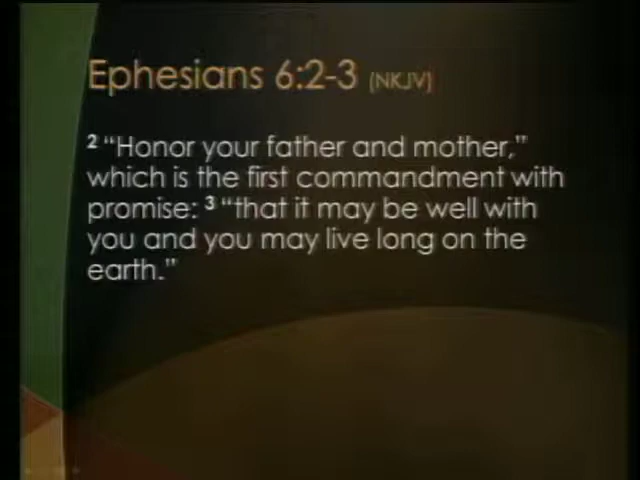 Ephesians 6:2-3 (NKJV)
2 “Honor your father and mother,”
which is the first commandment with
promise: 3 “that it may be well with
you and you may live long on the
earth.”